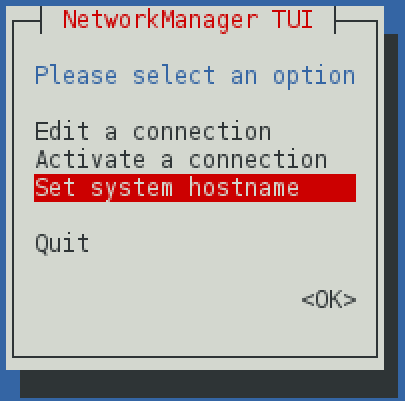 NetworkManager TUI
Please select an option
Edit a connection
Activate a connection
Set system hostname
Quit
<OK>